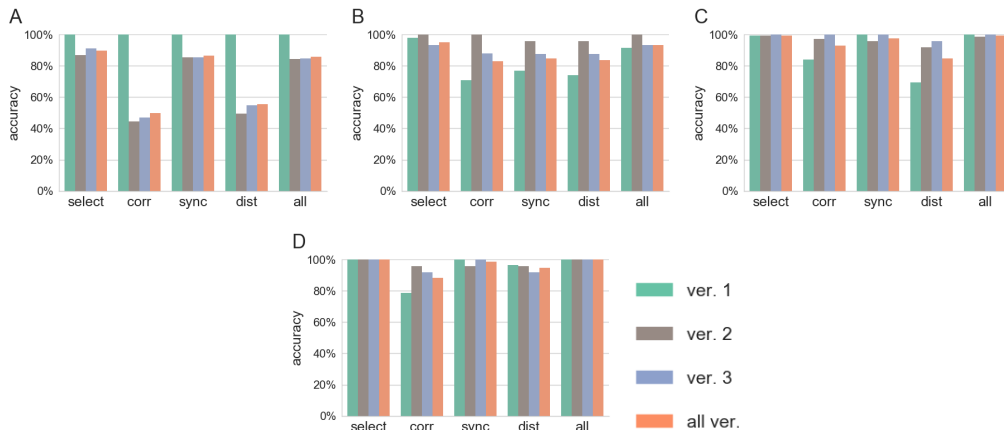 A
accuracy
100%
80%
60%
40%
20%
0%
select corr sync dist all
B
accuracy
100%
80%
60%
40%
20%
0%
select corr sync dist all
C
accuracy
100%
80%
60%
40%
20%
0%
select corr sync dist all
D
accuracy
100%
80%
60%
40%
20%
0%
select corr sync dist all
ver. 1
ver. 2
ver. 3
all ver.